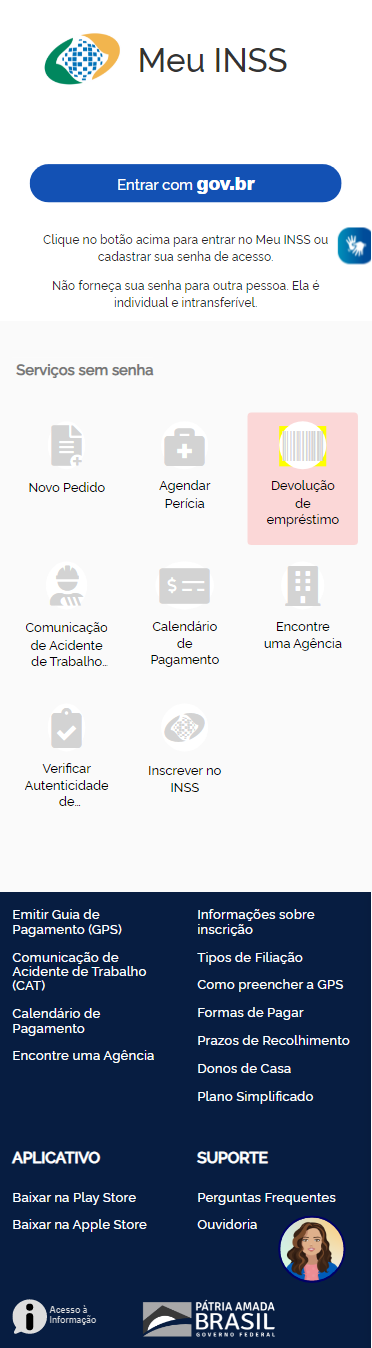 Meu INSS
Entrar com gov.br
Clique no botão acima para entrar no Meu INSS ou
cadastrar sua senha de acesso.
Não forneça sua senha para outra pessoa. Ela é
individual e intransferível.
Serviços sem senha
Novo Pedido
Agendar
Perícia
Devolução
de
empréstimo
Comunicação
de Acidente
de Trabalho...
Calendário
de
Pagamento
Encontre
uma Agência
Verificar
Autenticidade
de...
Inscrever no
INSS
Emitir Guia de
Pagamento (GPS)
Comunicação de
Acidente de Trabalho
(CAT)
Calendário de
Pagamento
Encontre uma Agência
Informações sobre
inscrição
Tipos de Filiação
Como preencher a GPS
Formas de Pagar
Prazos de Recolhimento
Donos de Casa
Plano Simplificado
APLICATIVO
Baixar na Play Store
Baixar na Apple Store
SUPORTE
Perguntas Frequentes
Ouvidoria
Acesso à
Informação
PÁTRIA AMADA
BRASIL
GOVERNO FEDERAL